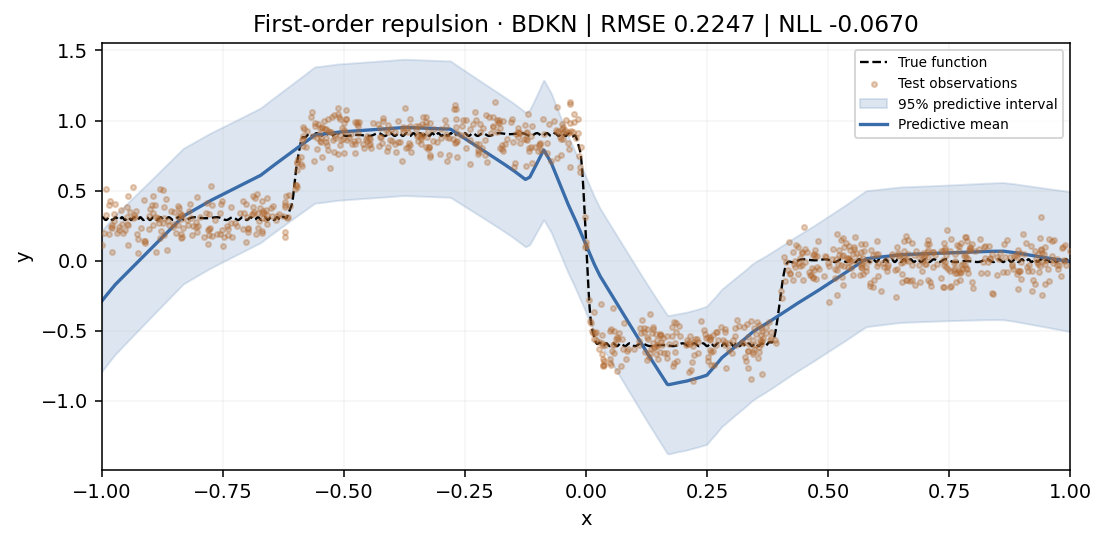 First-order repulsion · BDKN | RMSE 0.2247 | NLL -0.0670
True function
Test observations
95% predictive interval
Predictive mean
y
1.5
1.0
0.5
0.0
−0.5
−1.0
−1.00 −0.75 −0.50 −0.25 0.00 0.25 0.50 0.75 1.00
x